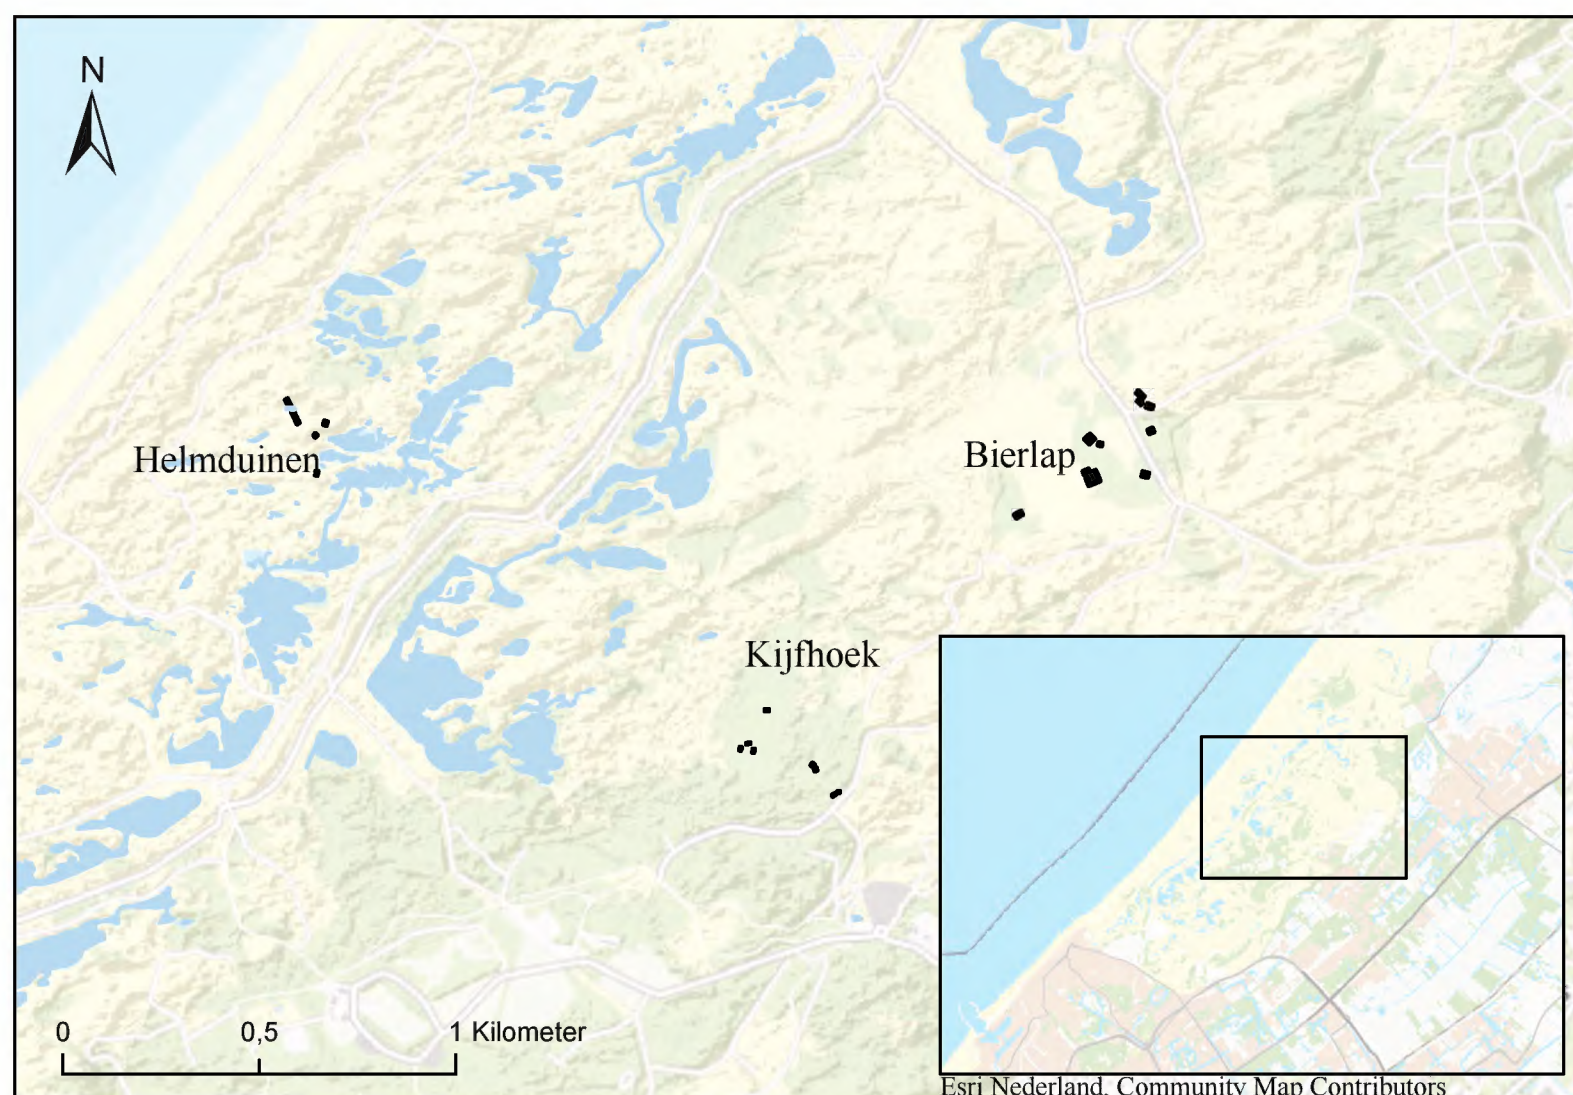 N
Helmduinen
Bierlap
Kijfhoek
0 0,5 1 Kilometer
Esri Nederland, Community Map Contributors